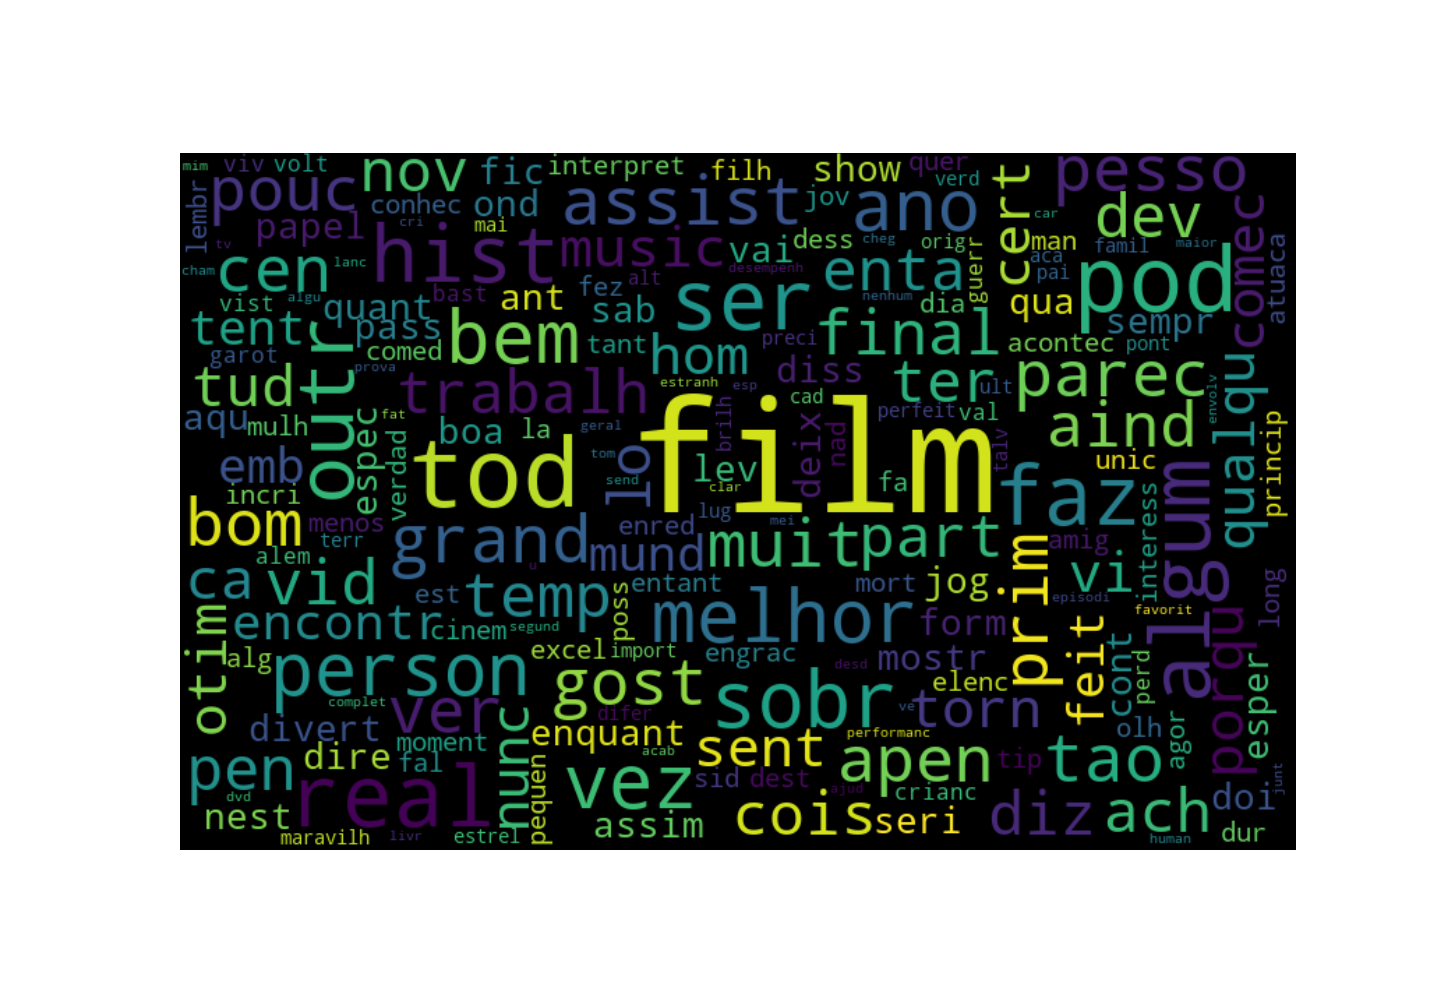 mim viv volt nov fic interpret filh show quer pesso
lembr pouc conhec ond assist jov ano verd cert car dev comec
papel cri mai hist music vai dess cheg orig guerr man famil maior atuaca
tv cham cen lanc desempenh enta aca pai pod
vist algu quant bast ant fez alt sab ser nenhum dia qua sempr
tent outr pass bem tant hom preci final acontec pont
garot comed prova trabalh estranh esp diss ter ult parec envolv qualqu
tud aqu mulh espec fat verdad boa la geral brilh cad deix nad perfeit val talv aind princip
emb tod tom lo film lev fa unic
incri send clar faz algum
bom menos terr grand enred lug mei muit part prim amig interess
alem mund
ca vid est u temp entant mort jog vi episodi long
otim encontr cinem segund poss melhor form favorit porqu
alg person excel import engrac mostr feit cont perd esper
complet gost desd elenc
divert ver nunc difer sobr ve torn olh agor
dire moment enquant acab sent performanc apen tip tao
pen fal real pequen vez sid dest ajud crianc doi junt
dvd nest assim cois seri diz ach dur
maravilh livr estrel human